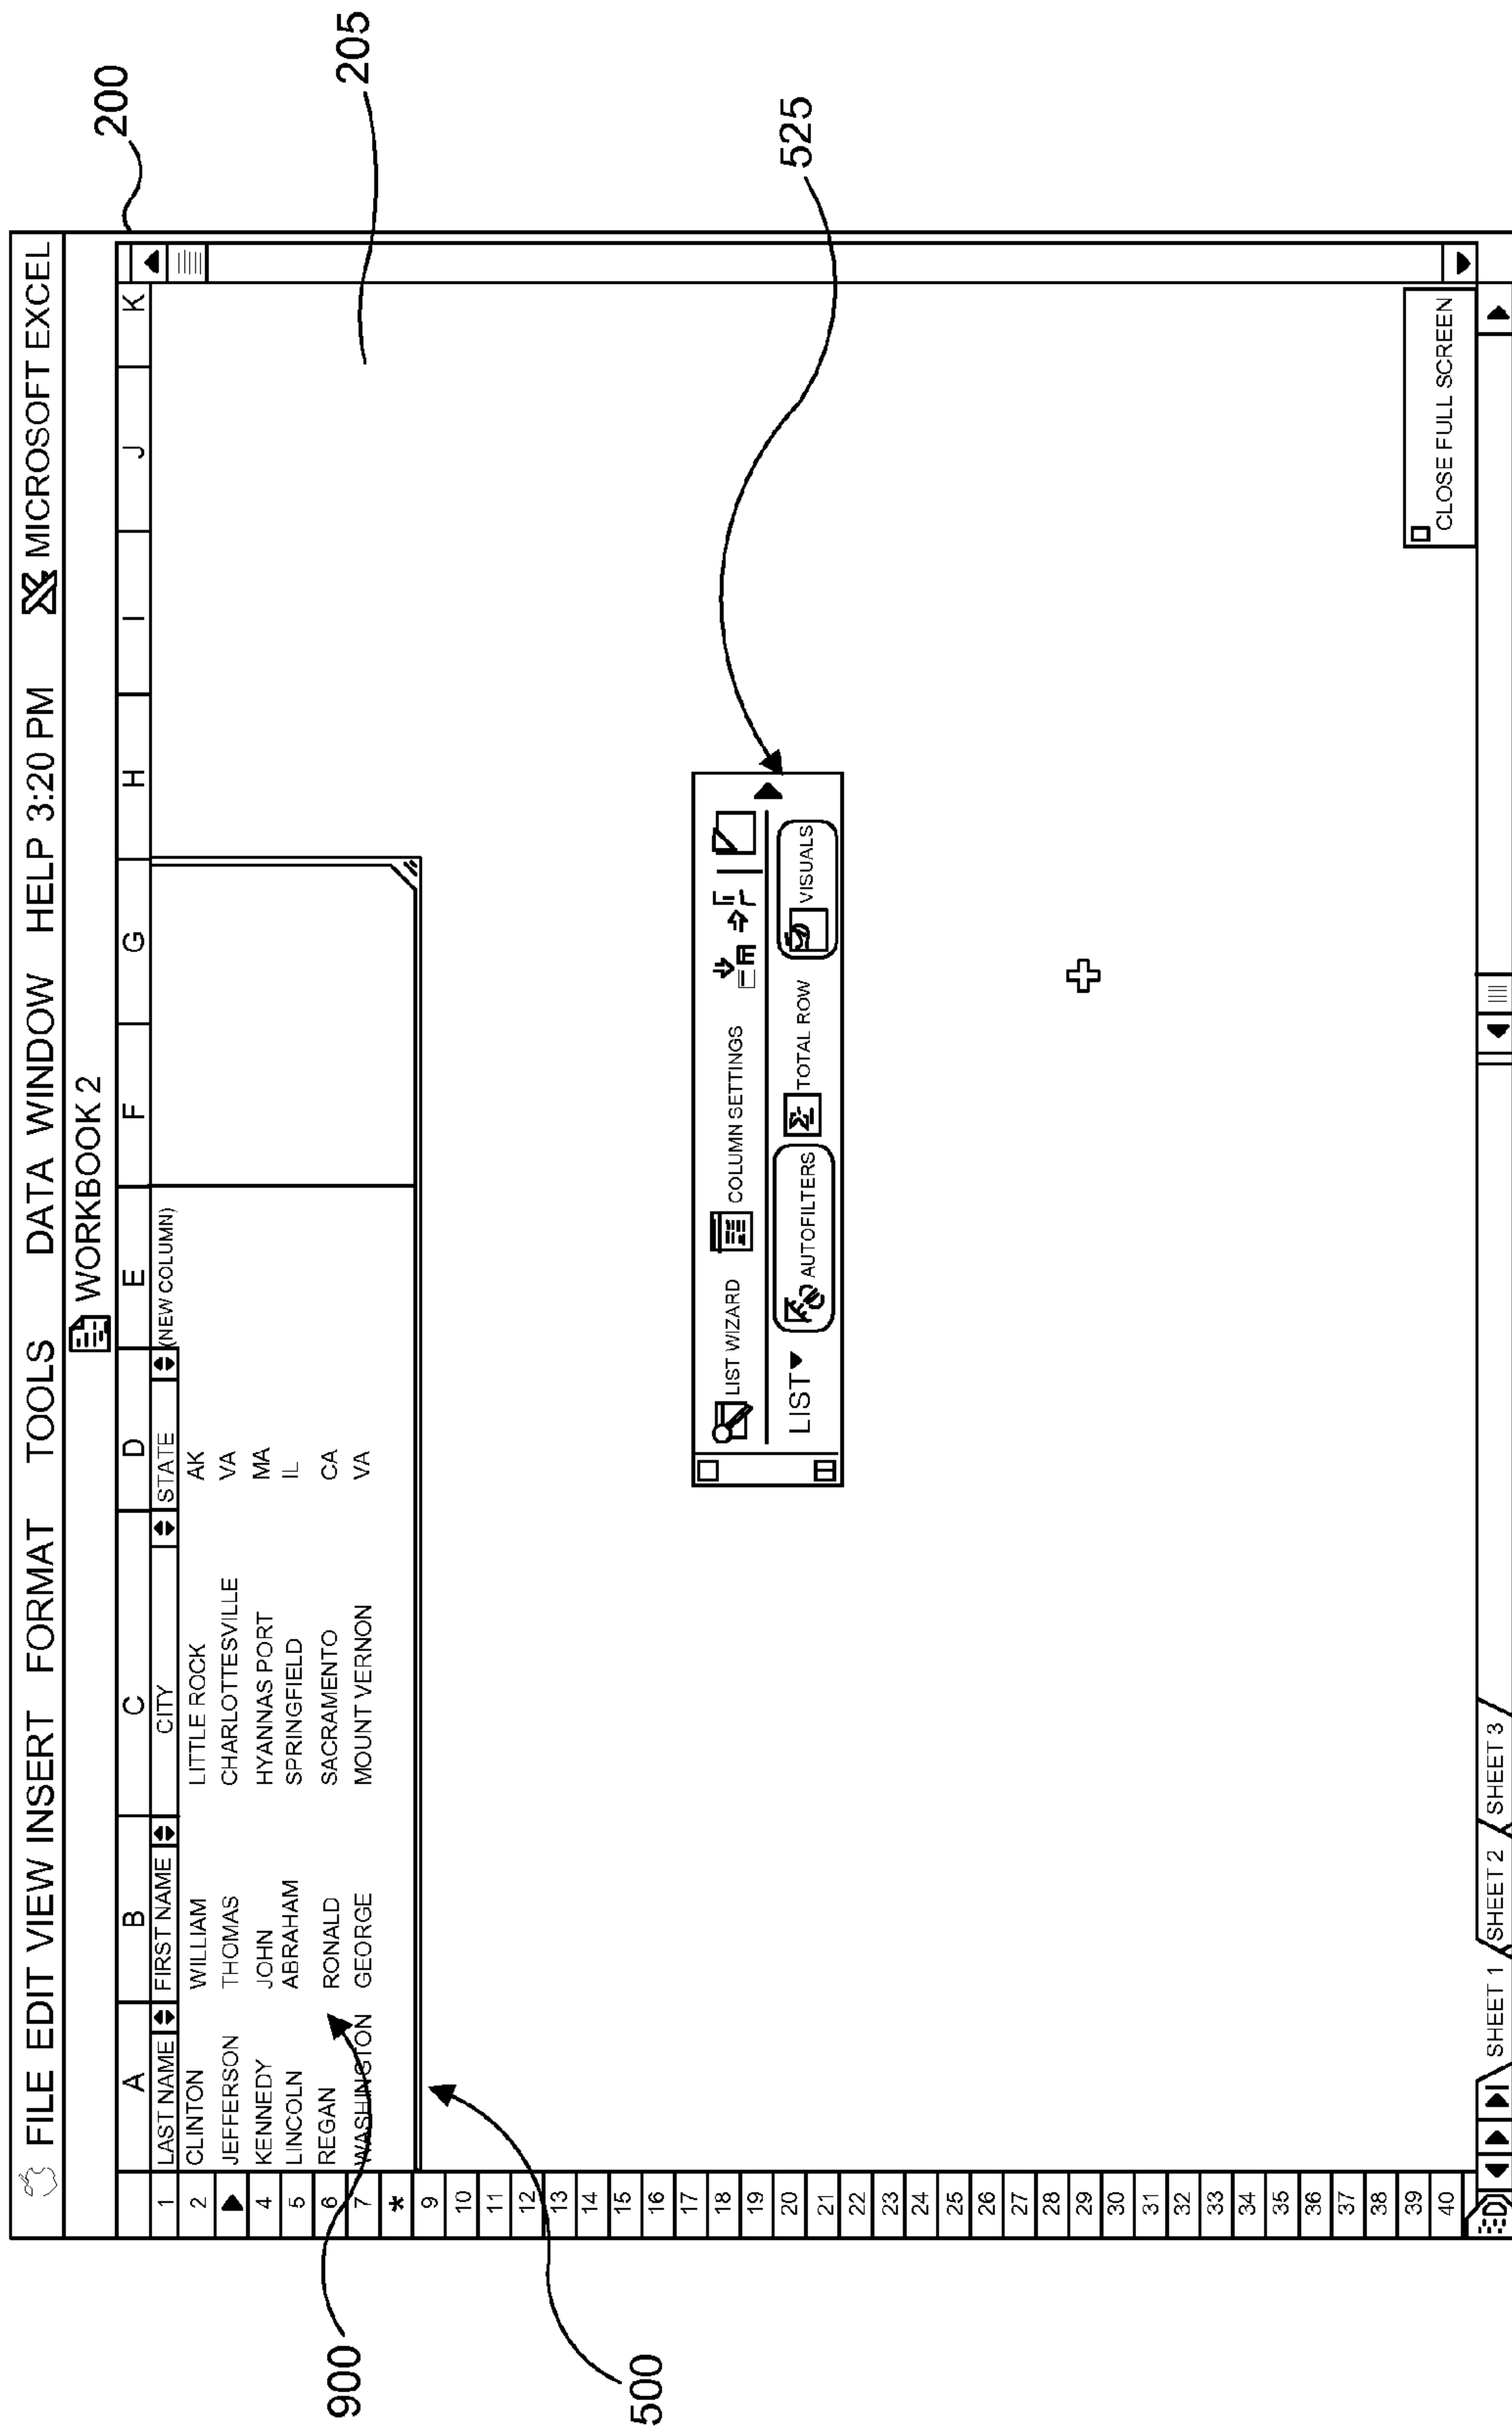 FILE EDIT VIEW INSERT FORMAT TOOLS DATA WINDOW HELP 3:20 PM MICROSOFT EXCEL
WORKBOOK 2
200
A B C D E F G H I J K
1 LAST NAME FIRST NAME CITY STATE (NEW COLUMN)
2 CLINTON WILLIAM LITTLE ROCK AK
JEFFERSON THOMAS CHARLOTTESVILLE VA
4 KENNEDY JOHN HYANNAS PORT MA
5 LINCOLN ABRAHAM SPRINGFIELD IL
6 REGAN RONALD SACRAMENTO CA
7 WASHINGTON GEORGE MOUNT VERNON VA
*
205
900
9
10
11
12
13
14
15
16
17
500
18 LIST WIZARD COLUMN SETTINGS
19
20 LIST AUTOFILTERS TOTAL ROW VISUALS
525
21
22
23
24
25
26
27
28
29
30
31
32
33
34
35
36
37
38
39
40 CLOSE FULL SCREEN
SHEET 1 SHEET 2 SHEET 3